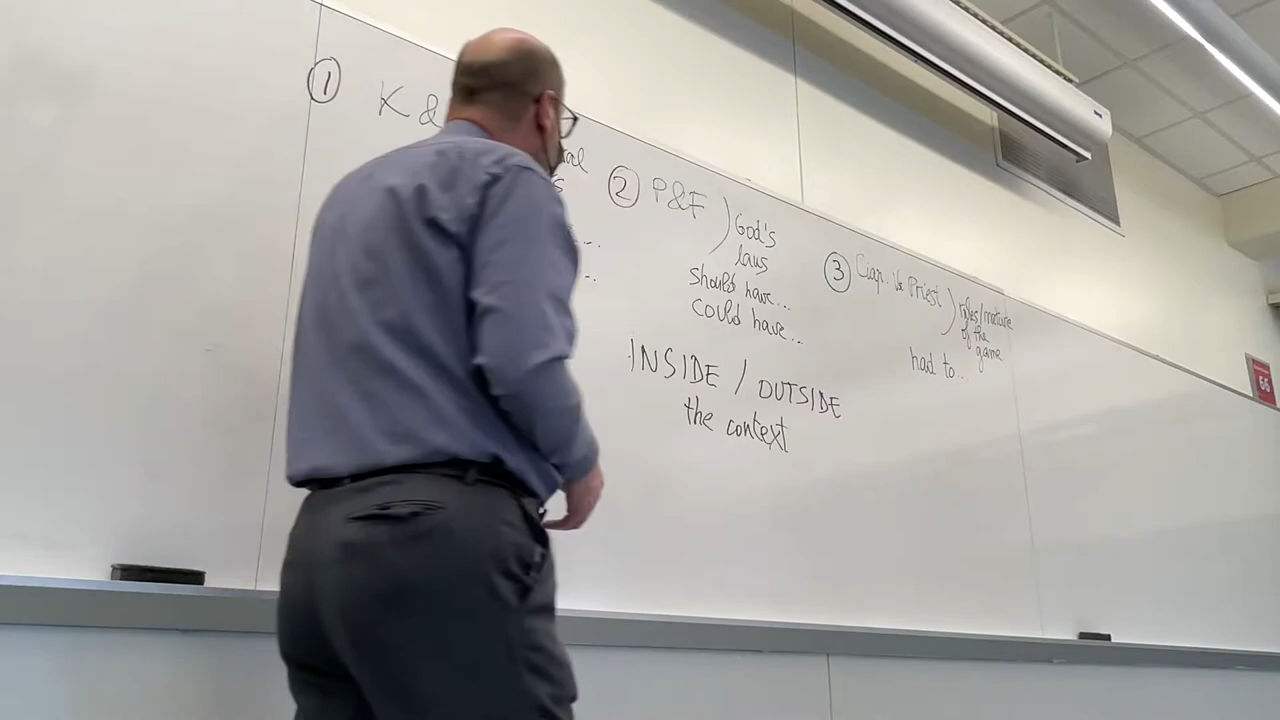 ① K &
② P&F ) God's
laws
should have...
could have...
③ Ciap. vs Priest ) rules/nature
of the
game
had to...
INSIDE / OUTSIDE
the context
66